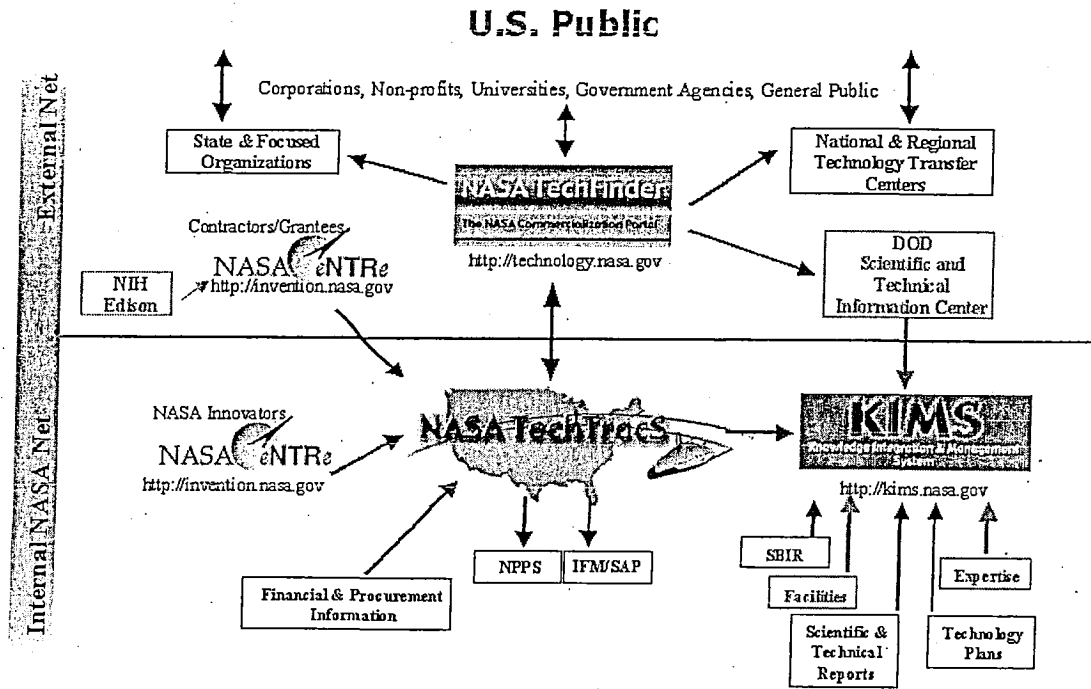 U.S. Public
Corporations, Non-profits, Universities, Government Agencies, General Public
State & Focused
Organizations
NASA TechFinder
The NASA Commercialization Portal
http://technology.nasa.gov
National & Regional
Technology Transfer
Centers
External Net
Contractors/Grantees
NASA eNTRe
http://invention.nasa.gov
NIH
Edison
DOD
Scientific and
Technical
Information Center
Internal NASA Net
NASA Innovators
NASA eNTRe
http://invention.nasa.gov
NASA TechTracS
KIMS
Knowledge Integration & Management
System
http://kims.nasa.gov
Financial & Procurement
Information
NPPS
IFM/SAP
SBIR
Facilities
Scientific &
Technical
Reports
Technology
Plans
Expertise